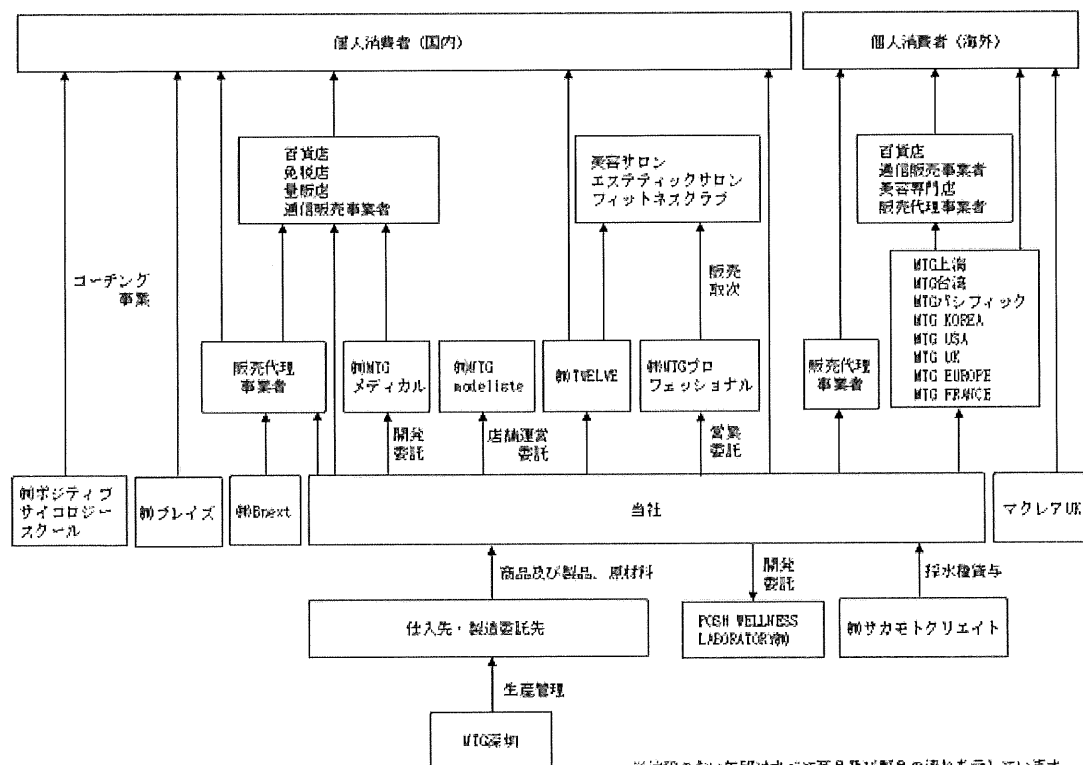 個人消費者（国内）
個人消費者（海外）
百貨店
免税店
量販店
通信販売事業者
美容サロン
エステティックサロン
フィットネスクラブ
百貨店
通信販売事業者
美容専門店
販売代理事業者
コーチング
事業
販売
取次
MTG上海
MTG台湾
MTGパシフィック
MTG KOREA
MTG USA
MTG UK
MTG EUROPE
MTG FRANCE
販売代理
事業者
㈱MTG
メディカル
㈱MTG
modeliste
㈱TWELVE
㈱MTGプロ
フェッショナル
販売代理
事業者
開発
委託
店舗運営
委託
営業
委託
㈱ポジティブ
サイコロジー
スクール
㈱ブレイズ
㈱Bnext
当社
マクレアUK
商品及び製品、原材料
開発
委託
採水権貸与
仕入先・製造委託先
POSH WELLNESS
LABORATORY㈱
㈱サカモトクリエイト
生産管理
MTG深圳